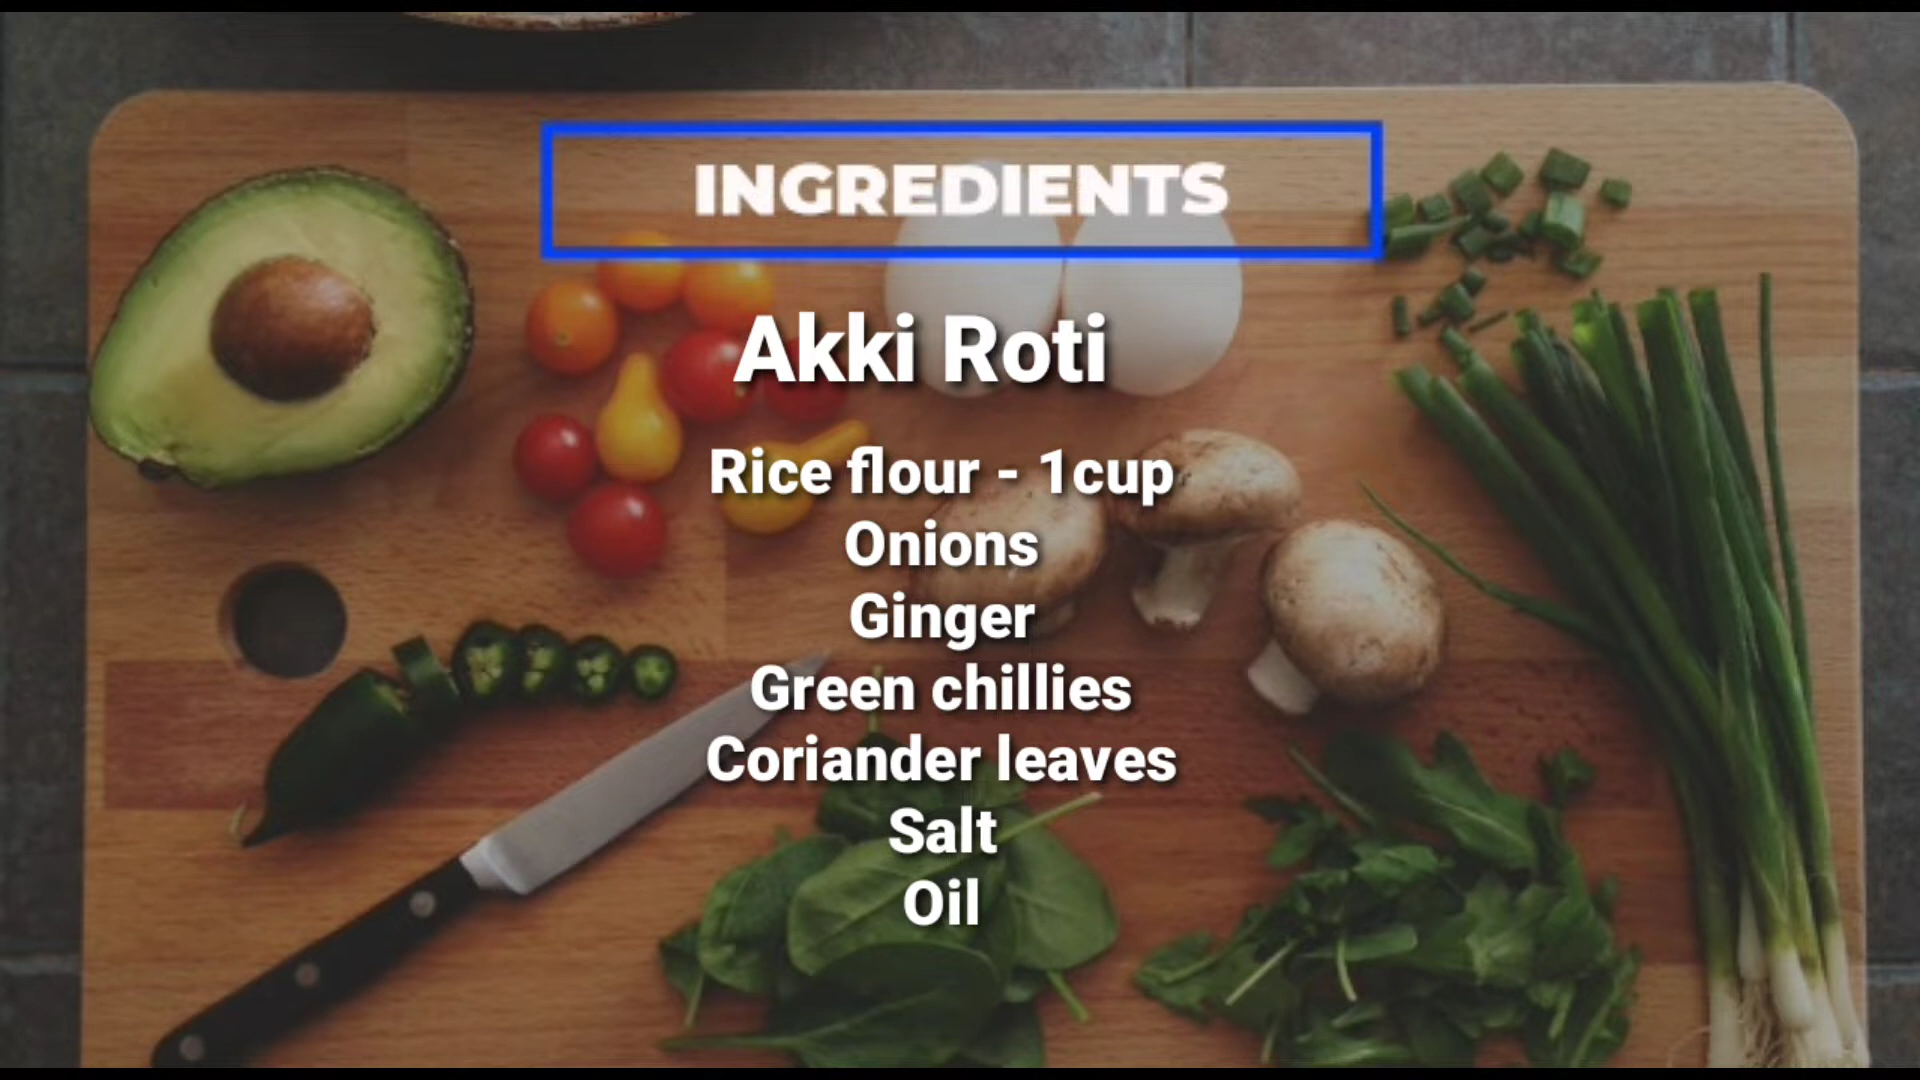 INGREDIENTS
Akki Roti
Rice flour - 1cup
Onions
Ginger
Green chillies
Coriander leaves
Salt
Oil